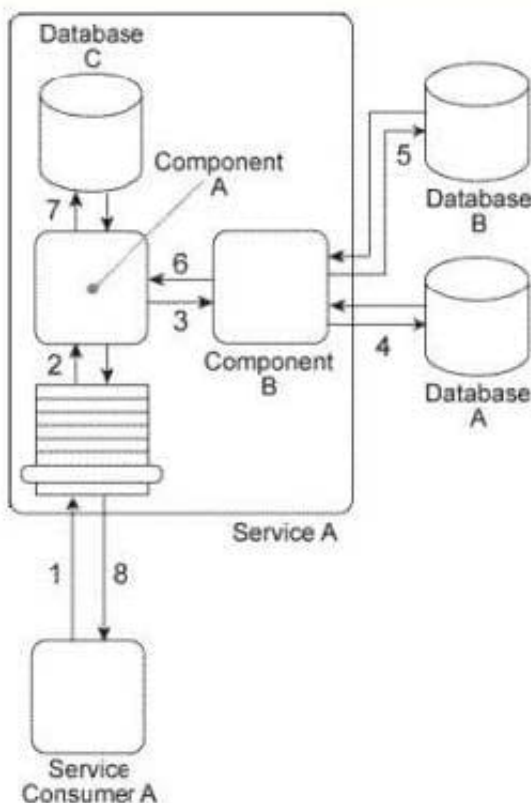 Database
C
Component
A
5
Database
B
7
6
3
2
Component
B
4
Database
A
Service A
1
8
Service
Consumer A